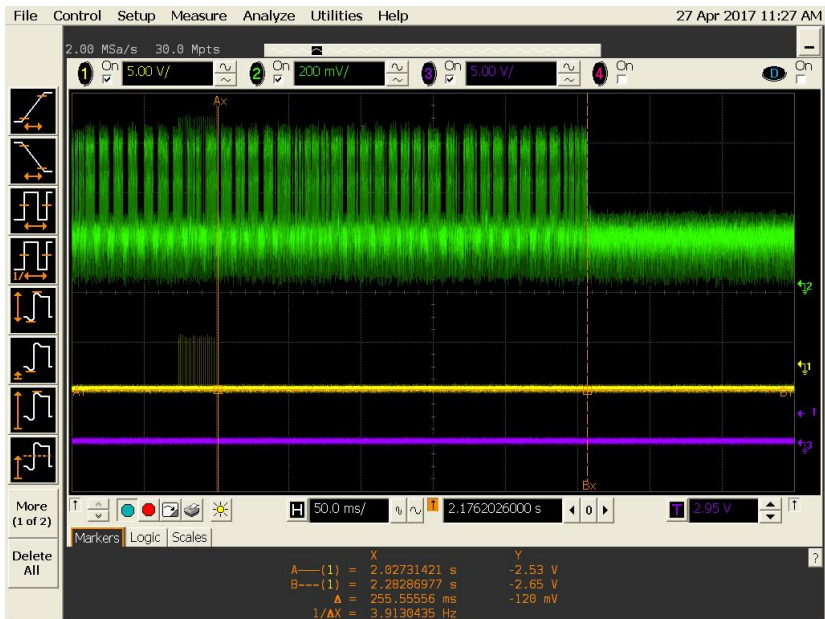 File Control Setup Measure Analyze Utilities Help 27 Apr 2017 11:27 AM
2.00 MSa/s 30.0 Mpts
1 On 5.00 V/ 2 On 200 mV/ 3 On 5.00 V/ 4 On D On
Ax
2
1
T
3
Bx
More
(1 of 2)
Delete
All
H 50.0 ms/ 2.1762026000 s 0 T 2.95 V
Markers Logic Scales
X Y
A——(1) = 2.02731421 s -2.53 V
B---(1) = 2.28286977 s -2.65 V
Δ = 255.55556 ms -120 mV
1/ΔX = 3.9130435 Hz
?